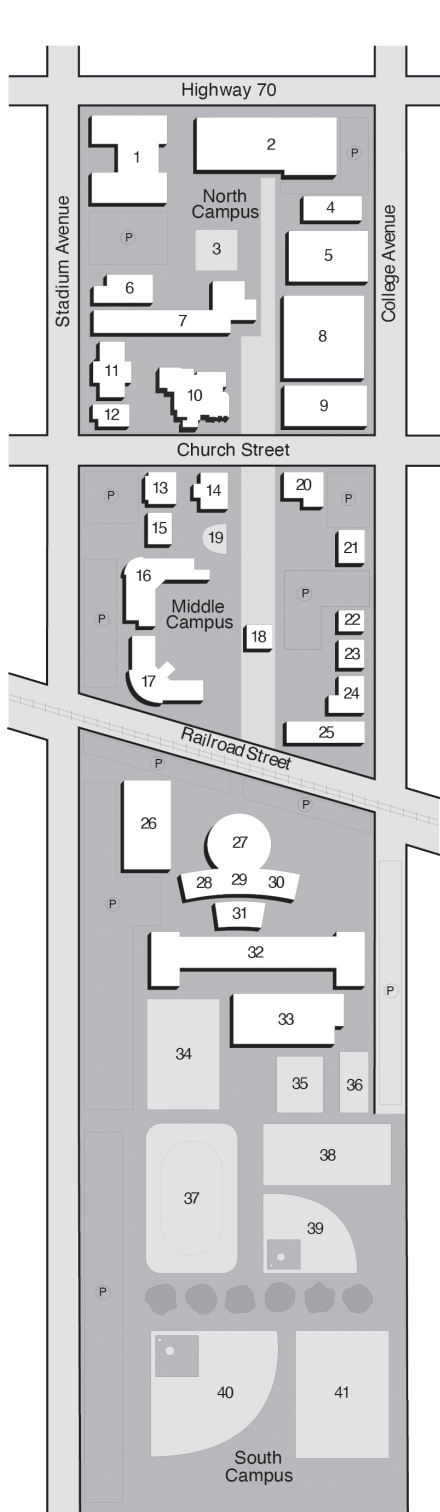 Highway 70
1
2
P
North
Campus
4
P
3
5
Stadium Avenue
College Avenue
6
7
8
11
10
9
12
Church Street
13
14
20
P
P
15
19
21
16
P
P
Middle
Campus
22
18
23
17
24
25
Railroad Street
P
P
26
27
28
29
30
P
31
32
P
33
34
35
36
38
37
39
P
40
41
South
Campus